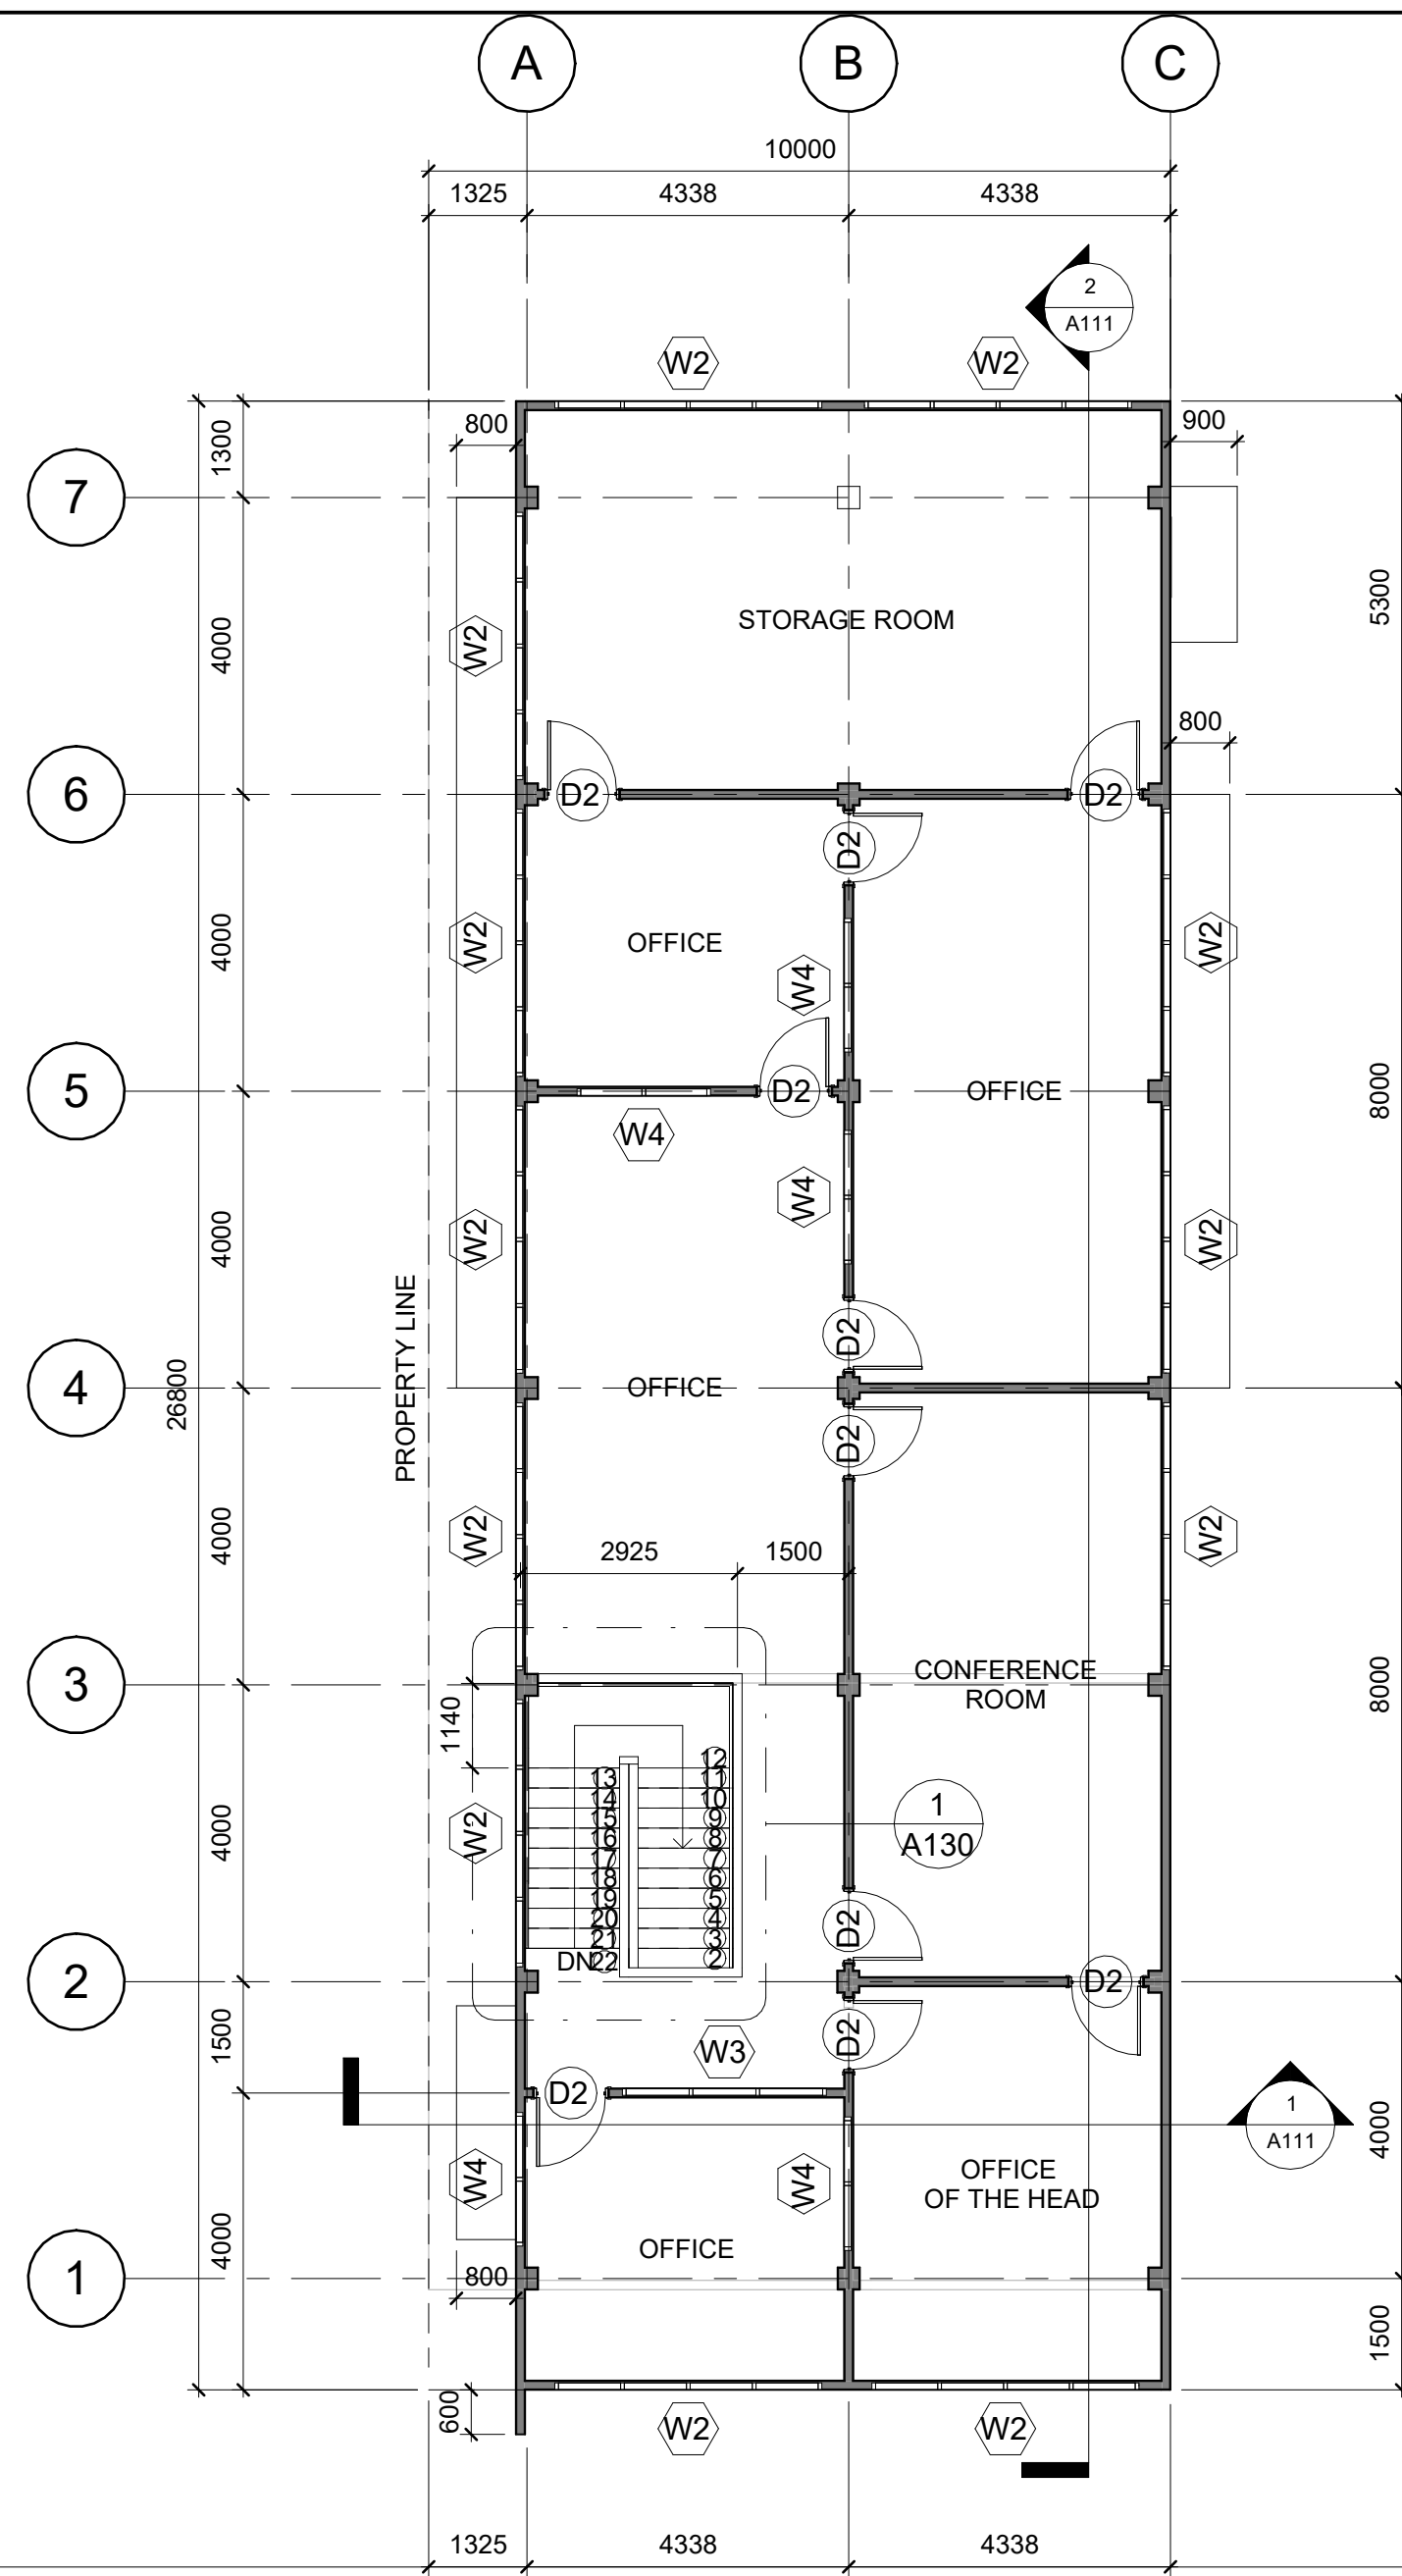 A B C
10000
1325 4338 4338
2
A111
W2 W2
800 900
1300
7
4000
5300
STORAGE ROOM
W2
800
6
D2 D2
D2
4000
OFFICE
W2 W2
W4
5
D2
OFFICE
8000
W4
W4
4000
W2 W2
PROPERTY LINE
D2
4
OFFICE
26800
D2
4000
W2 W2
2925 1500
3
CONFERENCE
ROOM
8000
1140
12
13 11
14 10
15 9
16 8
17 7
18 6
19 5
20 4
21 3
DN 22 2
W2
4000
1
A130
D2
2
D2
D2
1500
W3
D2
1
A111
4000
W4 W4
OFFICE
OF THE HEAD
4000
OFFICE
1
800
1500
600
W2 W2
1325 4338 4338